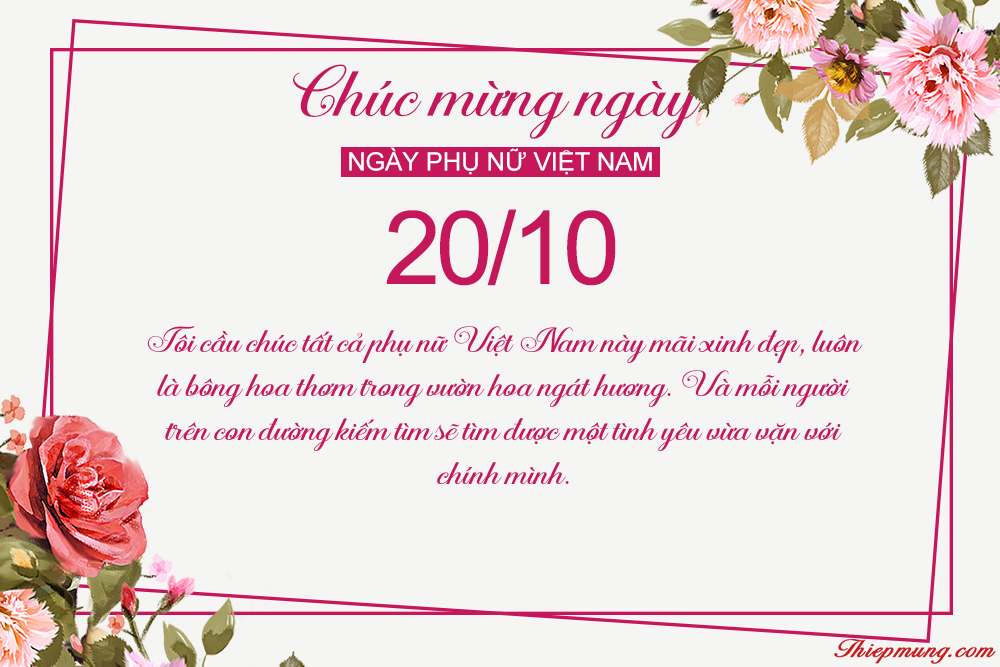 Chúc mừng ngày
NGÀY PHỤ NỮ VIỆT NAM
20/10
Tôi cầu chúc tất cả phụ nữ Việt Nam này mãi xinh đẹp, luôn
là bông hoa thơm trong vườn hoa ngát hương. Và mỗi người
trên con đường kiếm tìm sẽ tìm được một tình yêu vừa vặn với
chính mình.
Thiepmung.com